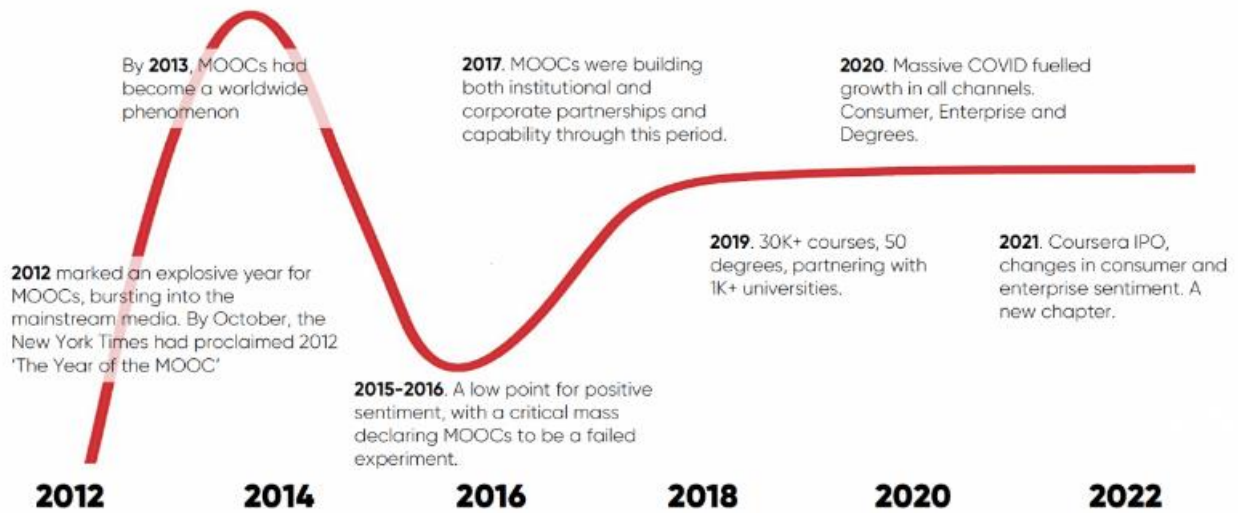 By 2013, MOOCs had
become a worldwide
phenomenon
2017. MOOCs were building
both institutional and
corporate partnerships and
capability through this period.
2020. Massive COVID fuelled
growth in all channels.
Consumer, Enterprise and
Degrees.
2012 marked an explosive year for
MOOCs, bursting into the
mainstream media. By October, the
New York Times had proclaimed 2012
‘The Year of the MOOC’
2019. 30K+ courses, 50
degrees, partnering with
1K+ universities.
2021. Coursera IPO,
changes in consumer and
enterprise sentiment. A
new chapter.
2015-2016. A low point for positive
sentiment, with a critical mass
declaring MOOCs to be a failed
experiment.
2012 2014 2016 2018 2020 2022